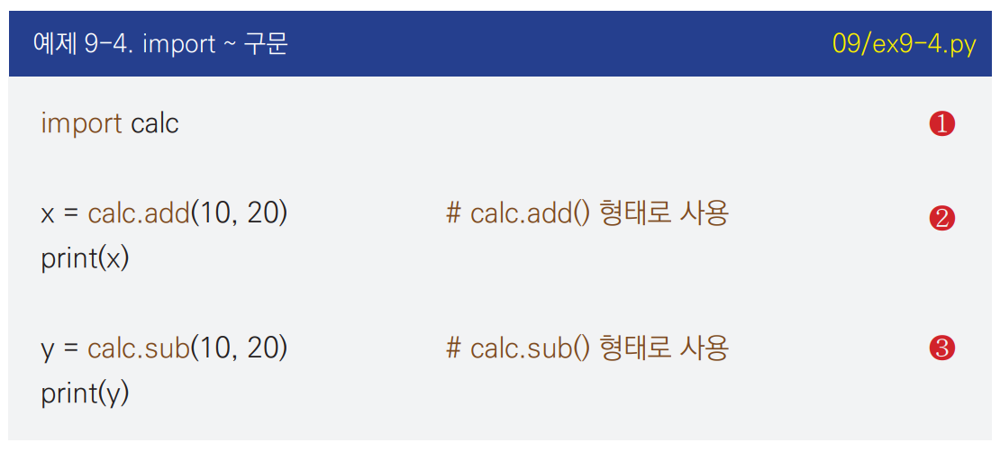 예제 9-4. import ~ 구문 09/ex9-4.py
import calc ❶
x = calc.add(10, 20) # calc.add() 형태로 사용 ❷
print(x)
y = calc.sub(10, 20) # calc.sub() 형태로 사용 ❸
print(y)